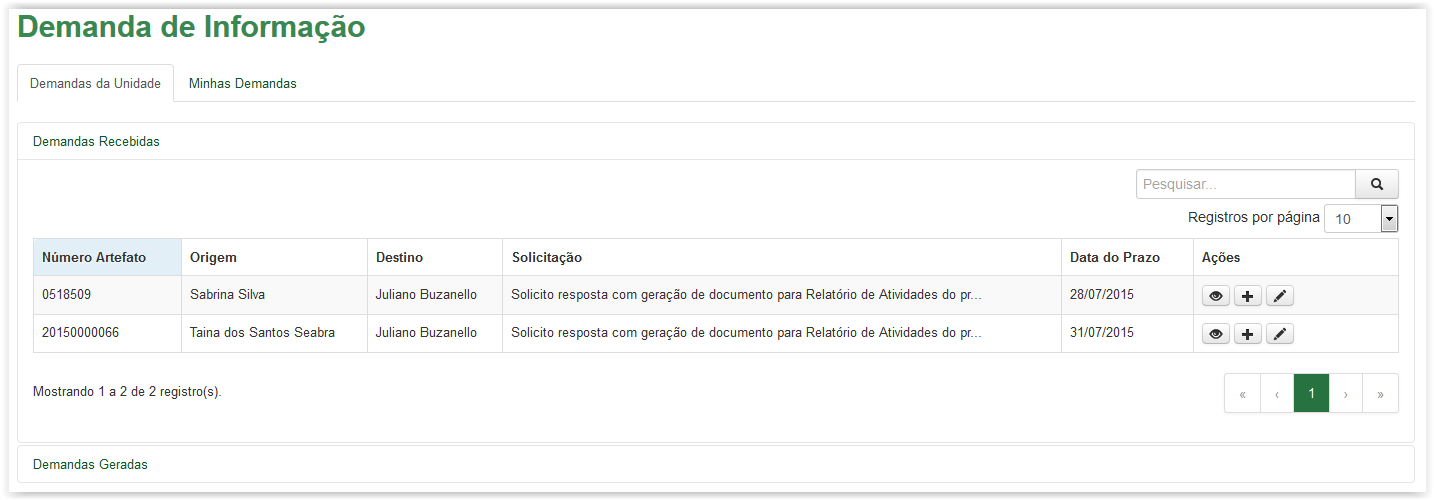 Demanda de Informação
Demandas da Unidade Minhas Demandas
Demandas Recebidas
Pesquisar...
Registros por página 10
Número Artefato Origem Destino Solicitação Data do Prazo Ações
0518509 Sabrina Silva Juliano Buzanello Solicito resposta com geração de documento para Relatório de Atividades do pr... 28/07/2015
20150000066 Taina dos Santos Seabra Juliano Buzanello Solicito resposta com geração de documento para Relatório de Atividades do pr... 31/07/2015
Mostrando 1 a 2 de 2 registro(s).
« ‹ 1 › »
Demandas Geradas